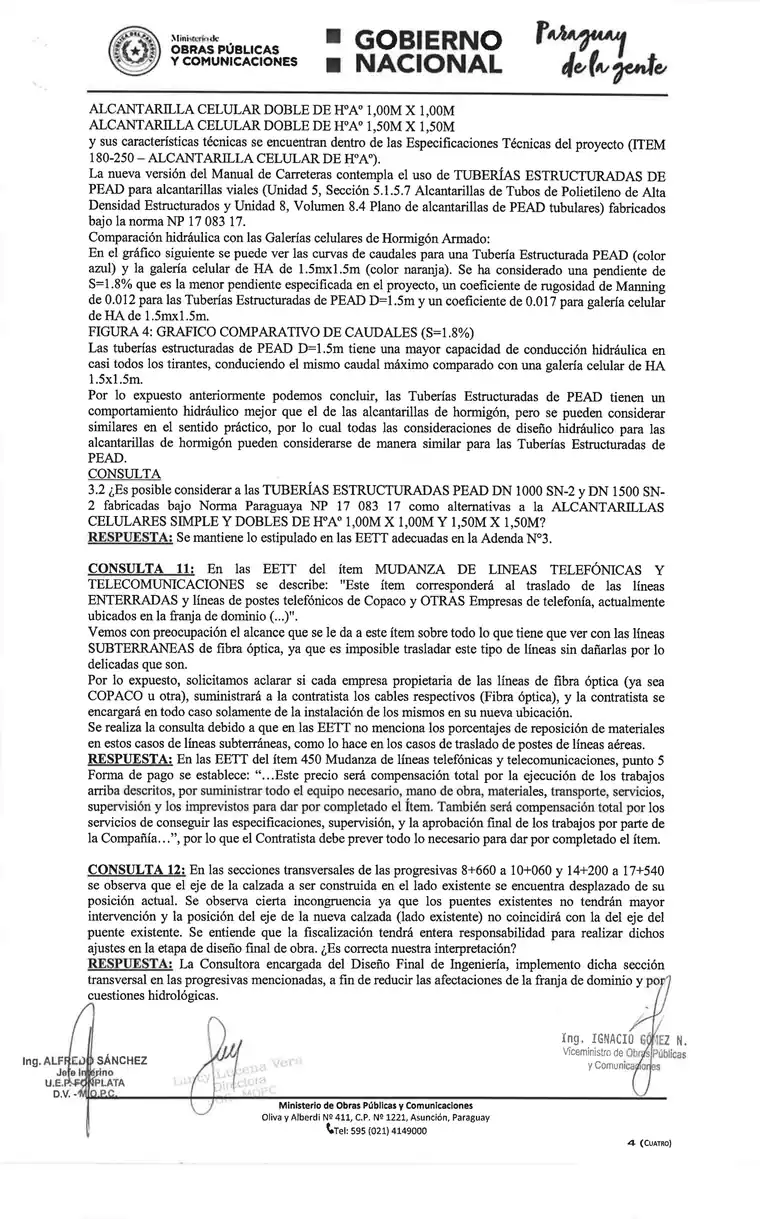 Ministerio de
OBRAS PÚBLICAS
Y COMUNICACIONES
GOBIERNO
NACIONAL
Paraguay
de la gente
ALCANTARILLA CELULAR DOBLE DE HºAº 1,00M X 1,00M
ALCANTARILLA CELULAR DOBLE DE HºAº 1,50M X 1,50M
y sus características técnicas se encuentran dentro de las Especificaciones Técnicas del proyecto (ITEM
180-250 – ALCANTARILLA CELULAR DE HºAº).
La nueva versión del Manual de Carreteras contempla el uso de TUBERÍAS ESTRUCTURADAS DE
PEAD para alcantarillas viales (Unidad 5, Sección 5.1.5.7 Alcantarillas de Tubos de Polietileno de Alta
Densidad Estructurados y Unidad 8, Volumen 8.4 Plano de alcantarillas de PEAD tubulares) fabricados
bajo la norma NP 17 083 17.
Comparación hidráulica con las Galerías celulares de Hormigón Armado:
En el gráfico siguiente se puede ver las curvas de caudales para una Tubería Estructurada PEAD (color
azul) y la galería celular de HA de 1.5mx1.5m (color naranja). Se ha considerado una pendiente de
S=1.8% que es la menor pendiente especificada en el proyecto, un coeficiente de rugosidad de Manning
de 0.012 para las Tuberías Estructuradas de PEAD D=1.5m y un coeficiente de 0.017 para galería celular
de HA de 1.5mx1.5m.
FIGURA 4: GRAFICO COMPARATIVO DE CAUDALES (S=1.8%)
Las tuberías estructuradas de PEAD D=1.5m tiene una mayor capacidad de conducción hidráulica en
casi todos los tirantes, conduciendo el mismo caudal máximo comparado con una galería celular de HA
1.5x1.5m.
Por lo expuesto anteriormente podemos concluir, las Tuberías Estructuradas de PEAD tienen un
comportamiento hidráulico mejor que el de las alcantarillas de hormigón, pero se pueden considerar
similares en el sentido práctico, por lo cual todas las consideraciones de diseño hidráulico para las
alcantarillas de hormigón pueden considerarse de manera similar para las Tuberías Estructuradas de
PEAD.
CONSULTA
3.2 ¿Es posible considerar a las TUBERÍAS ESTRUCTURADAS PEAD DN 1000 SN-2 y DN 1500 SN-
2 fabricadas bajo Norma Paraguaya NP 17 083 17 como alternativas a la ALCANTARILLAS
CELULARES SIMPLE Y DOBLES DE HºAº 1,00M X 1,00M Y 1,50M X 1,50M?
RESPUESTA: Se mantiene lo estipulado en las EETT adecuadas en la Adenda Nº3.
CONSULTA 11: En las EETT del ítem MUDANZA DE LINEAS TELEFÓNICAS Y
TELECOMUNICACIONES se describe: "Este ítem corresponderá al traslado de las líneas
ENTERRADAS y líneas de postes telefónicos de Copaco y OTRAS Empresas de telefonía, actualmente
ubicados en la franja de dominio (...)".
Vemos con preocupación el alcance que se le da a este ítem sobre todo lo que tiene que ver con las líneas
SUBTERRANEAS de fibra óptica, ya que es imposible trasladar este tipo de líneas sin dañarlas por lo
delicadas que son.
Por lo expuesto, solicitamos aclarar si cada empresa propietaria de las líneas de fibra óptica (ya sea
COPACO u otra), suministrará a la contratista los cables respectivos (Fibra óptica), y la contratista se
encargará en todo caso solamente de la instalación de los mismos en su nueva ubicación.
Se realiza la consulta debido a que en las EETT no menciona los porcentajes de reposición de materiales
en estos casos de líneas subterráneas, como lo hace en los casos de traslado de postes de líneas aéreas.
RESPUESTA: En las EETT del ítem 450 Mudanza de líneas telefónicas y telecomunicaciones, punto 5
Forma de pago se establece: “…Este precio será compensación total por la ejecución de los trabajos
arriba descritos, por suministrar todo el equipo necesario, mano de obra, materiales, transporte, servicios,
supervisión y los imprevistos para dar por completado el Ítem. También será compensación total por los
servicios de conseguir las especificaciones, supervisión, y la aprobación final de los trabajos por parte de
la Compañía…”, por lo que el Contratista debe prever todo lo necesario para dar por completado el ítem.
CONSULTA 12: En las secciones transversales de las progresivas 8+660 a 10+060 y 14+200 a 17+540
se observa que el eje de la calzada a ser construida en el lado existente se encuentra desplazado de su
posición actual. Se observa cierta incongruencia ya que los puentes existentes no tendrán mayor
intervención y la posición del eje de la nueva calzada (lado existente) no coincidirá con la del eje del
puente existente. Se entiende que la fiscalización tendrá entera responsabilidad para realizar dichos
ajustes en la etapa de diseño final de obra. ¿Es correcta nuestra interpretación?
RESPUESTA: La Consultora encargada del Diseño Final de Ingeniería, implemento dicha sección
transversal en las progresivas mencionadas, a fin de reducir las afectaciones de la franja de dominio y por
cuestiones hidrológicas.
Ing. ALFREDO SÁNCHEZ
Jefe Interino
U.E.P. FONPLATA
D.V. - M.O.P.C.
Lucena Vera
Directora
MOPC
Ing. IGNACIO GÓMEZ N.
Viceministro de Obras Públicas
y Comunicaciones
Ministerio de Obras Públicas y Comunicaciones
Oliva y Alberdi Nº 411, C.P. Nº 1221, Asunción, Paraguay
Tel: 595 (021) 4149000
4 (CUATRO)